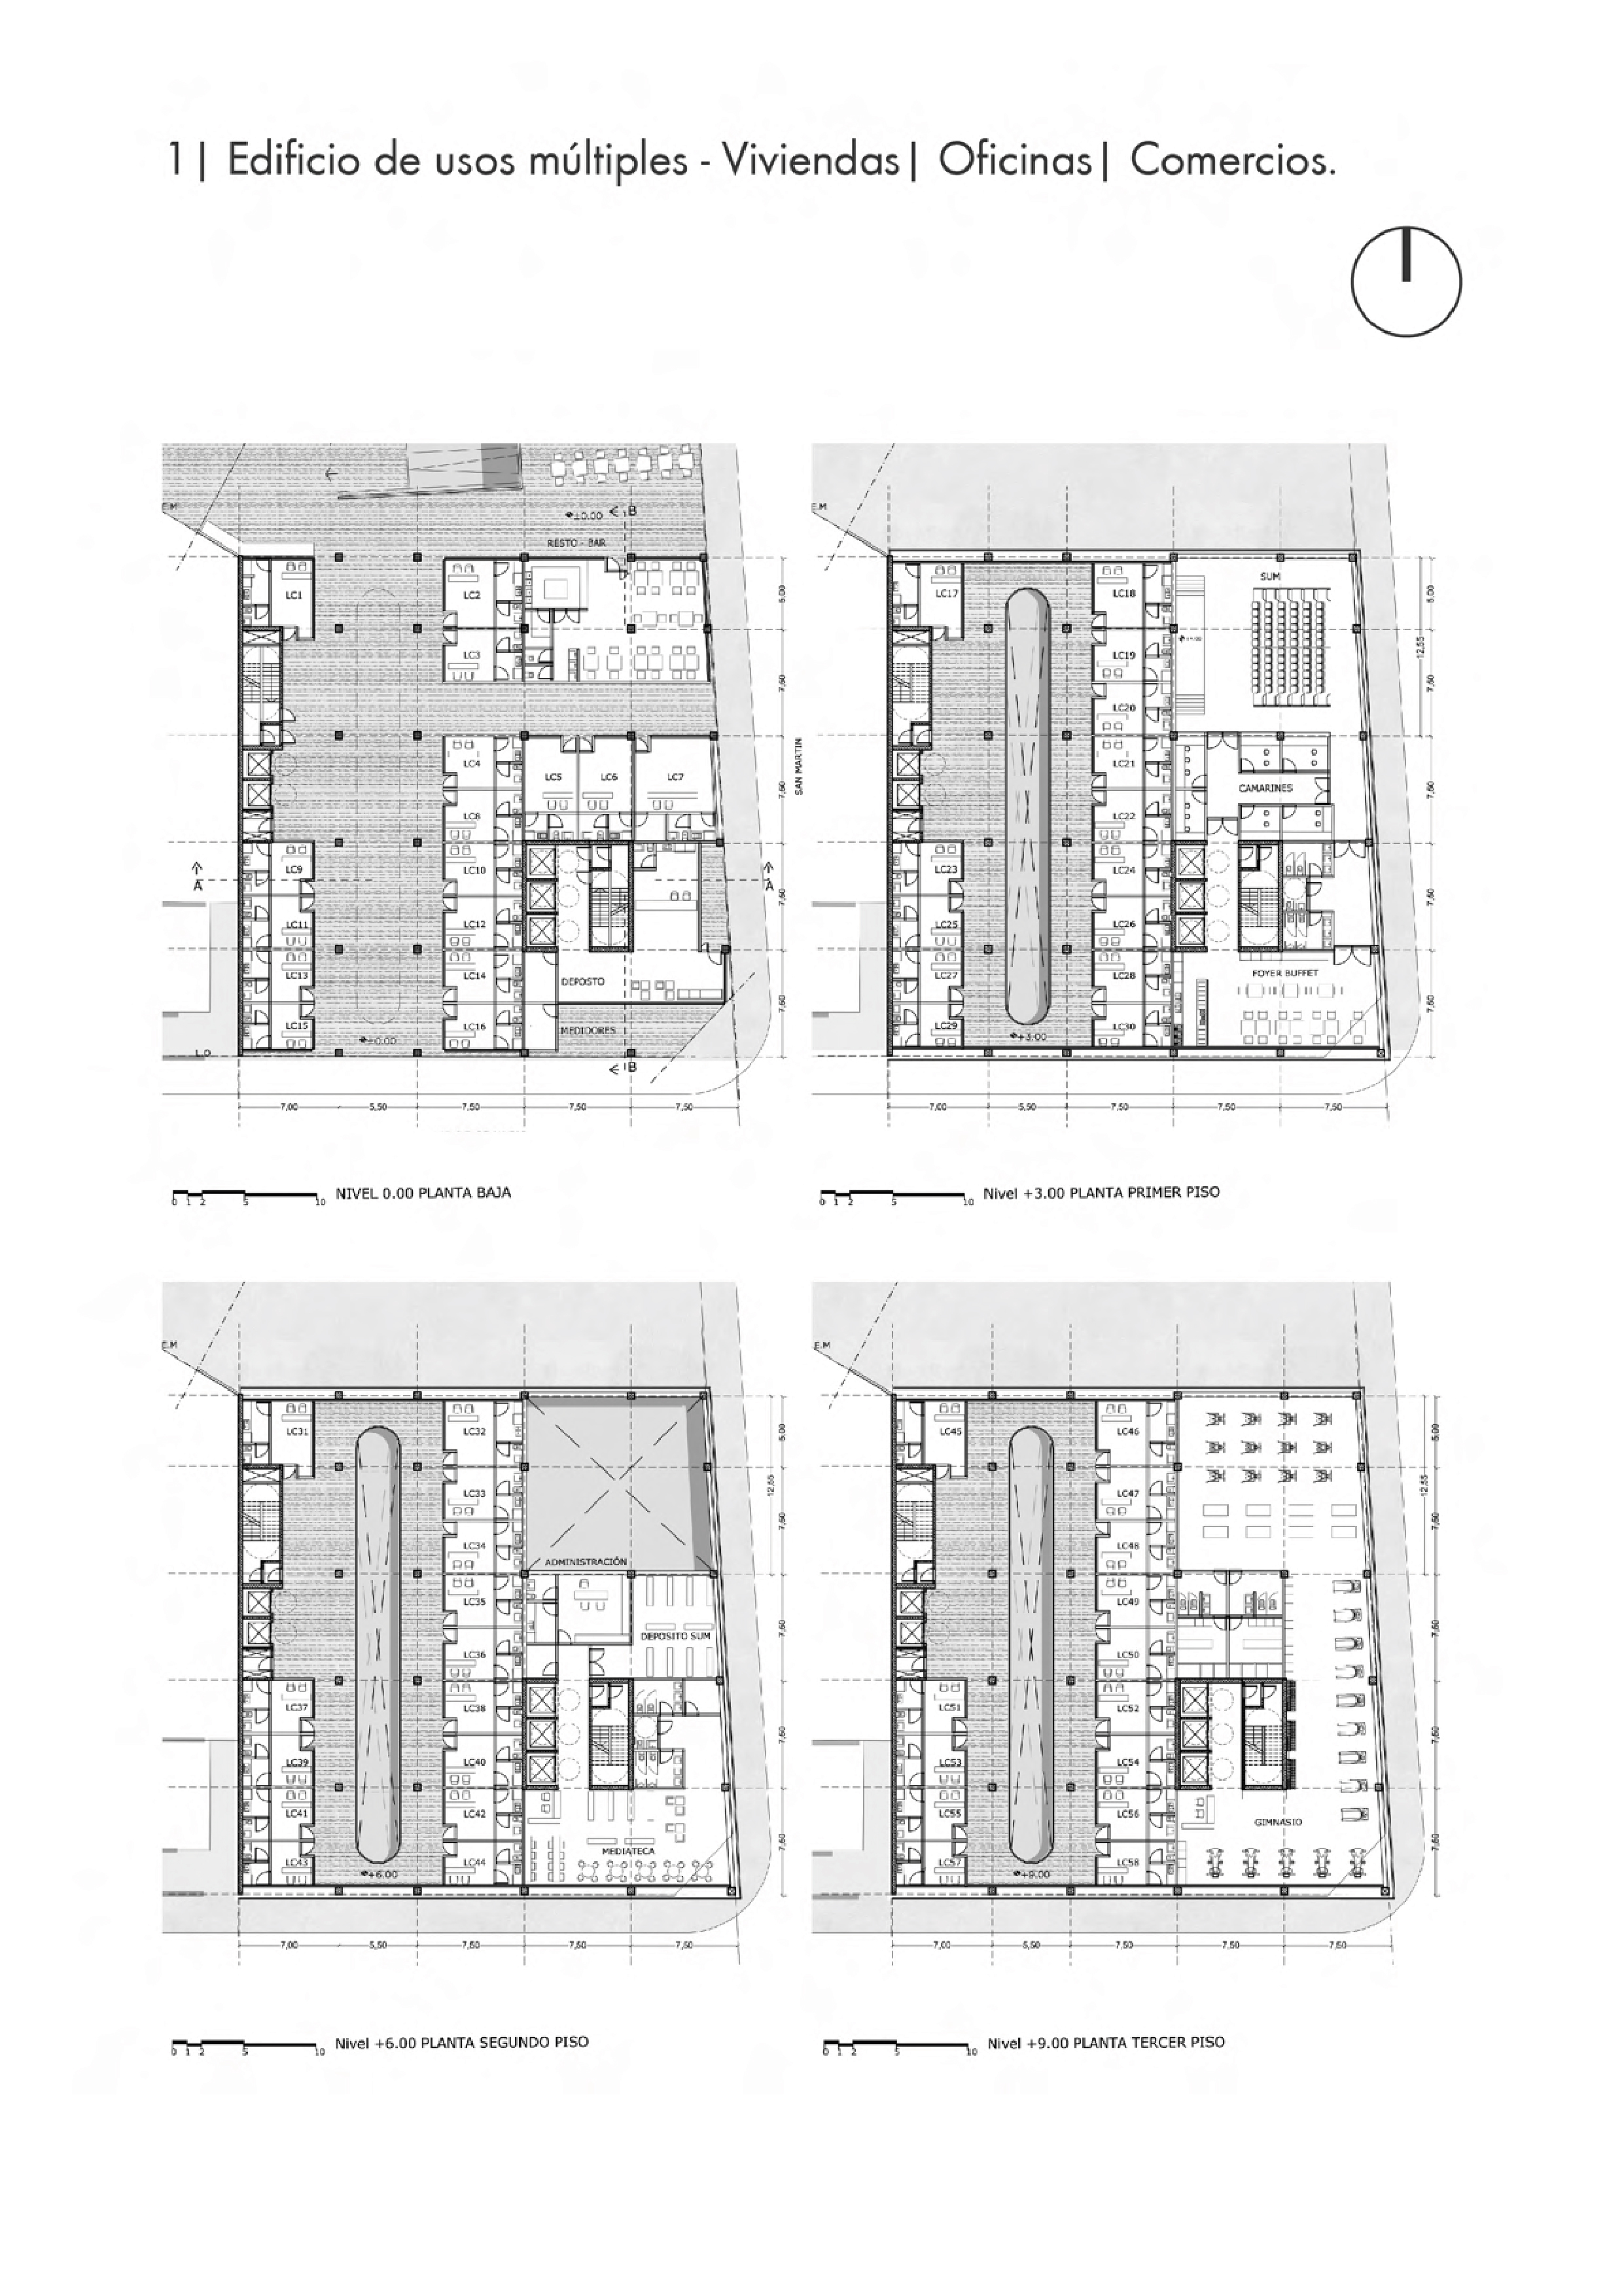 1| Edificio de usos múltiples - Viviendas| Oficinas| Comercios.
E.M
±0.00
B
RESTO - BAR
LC1
LC2
LC3
LC4
LC5
LC6
LC7
LC8
LC9
LC10
LC11
LC12
LC13
LC14
DEPOSTO
LC15
LC16
MEDIDORES
±0.00
L.O
A
A
B
SAN MARTIN
5,00
7,50
7,50
7,50
7,50
7,00
5,50
7,50
7,50
7,50
0 1 2 5 10
NIVEL 0.00 PLANTA BAJA
E.M
SUM
LC17
LC18
LC19
LC20
LC21
CAMARINES
LC22
LC23
LC24
LC25
LC26
LC27
LC28
FOYER BUFFET
LC29
LC30
+3.00
5,00
12,55
7,50
7,50
7,50
7,50
7,00
5,50
7,50
7,50
7,50
0 1 2 5 10
Nivel +3.00 PLANTA PRIMER PISO
E.M
LC31
LC32
LC33
LC34
ADMINISTRACIÓN
LC35
DEPOSITO SUM
LC36
LC37
LC38
LC39
LC40
LC41
LC42
MEDIATECA
LC43
LC44
+6.00
5,00
12,55
7,50
7,50
7,50
7,50
7,00
5,50
7,50
7,50
7,50
0 1 2 5 10
Nivel +6.00 PLANTA SEGUNDO PISO
E.M
LC45
LC46
LC47
LC48
LC49
LC50
LC51
LC52
LC53
LC54
LC55
LC56
GIMNASIO
LC57
LC58
+9.00
5,00
12,55
7,50
7,50
7,50
7,50
7,00
5,50
7,50
7,50
7,50
0 1 2 5 10
Nivel +9.00 PLANTA TERCER PISO